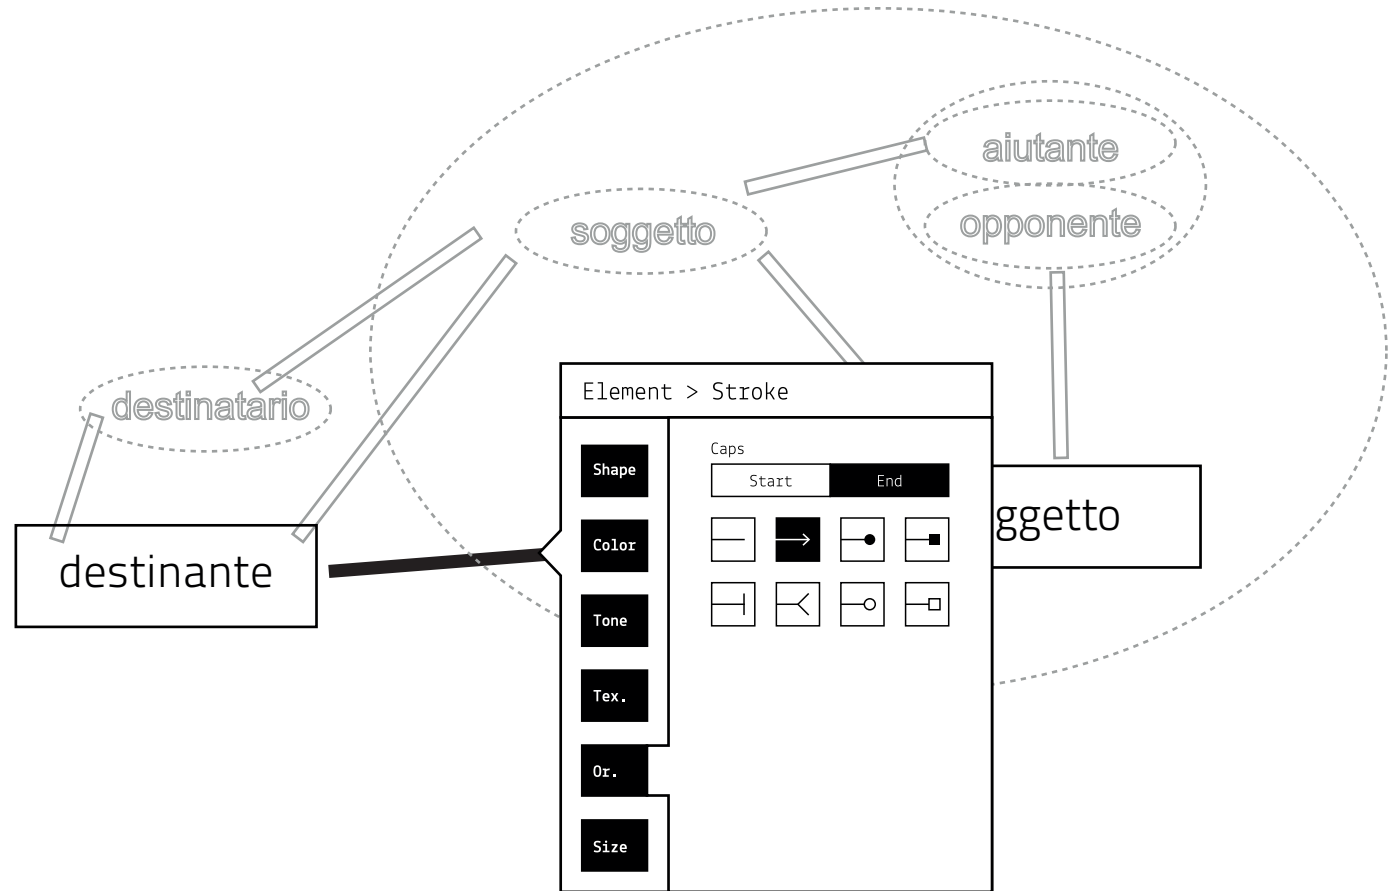 aiutante
opponente
soggetto
destinatario
destinante
ggetto
Element > Stroke
Shape
Color
Tone
Tex.
Or.
Size
Caps
Start
End